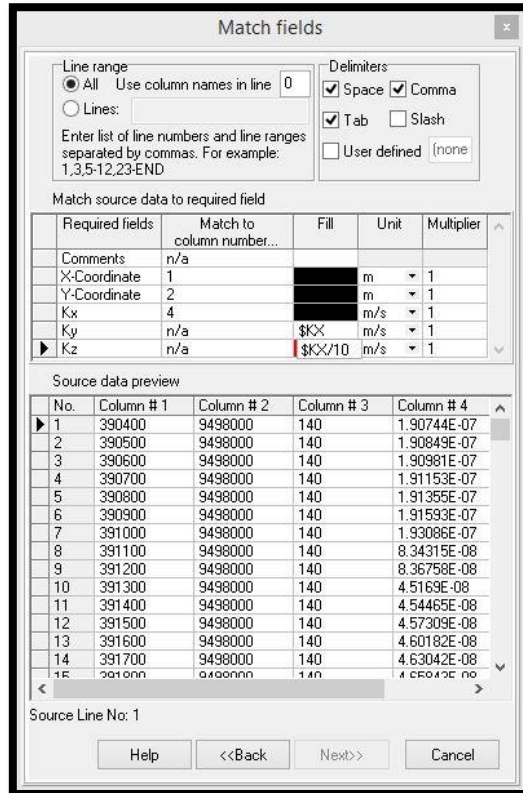 Match fields
x
Line range
All Use column names in line 0
Lines:
Enter list of line numbers and line ranges
separated by commas. For example:
1,3,5-12,23-END
Delimiters
Space Comma
Tab Slash
User defined (none
Match source data to required field
Required fields Match to column number... Fill Unit Multiplier
Comments n/a
X-Coordinate 1 m 1
Y-Coordinate 2 m 1
Kx 4 m/s 1
Ky n/a $KX m/s 1
Kz n/a $KX/10 m/s 1
Source data preview
No. Column # 1 Column # 2 Column # 3 Column # 4
1 390400 9498000 140 1.90744E-07
2 390500 9498000 140 1.90849E-07
3 390600 9498000 140 1.90981E-07
4 390700 9498000 140 1.91153E-07
5 390800 9498000 140 1.91355E-07
6 390900 9498000 140 1.91593E-07
7 391000 9498000 140 1.93086E-07
8 391100 9498000 140 8.34315E-08
9 391200 9498000 140 8.36758E-08
10 391300 9498000 140 4.5169E-08
11 391400 9498000 140 4.54465E-08
12 391500 9498000 140 4.57309E-08
13 391600 9498000 140 4.60182E-08
14 391700 9498000 140 4.63042E-08
15 391800 9498000 140 4.65843E-08
Source Line No: 1
Help <<Back Next>> Cancel